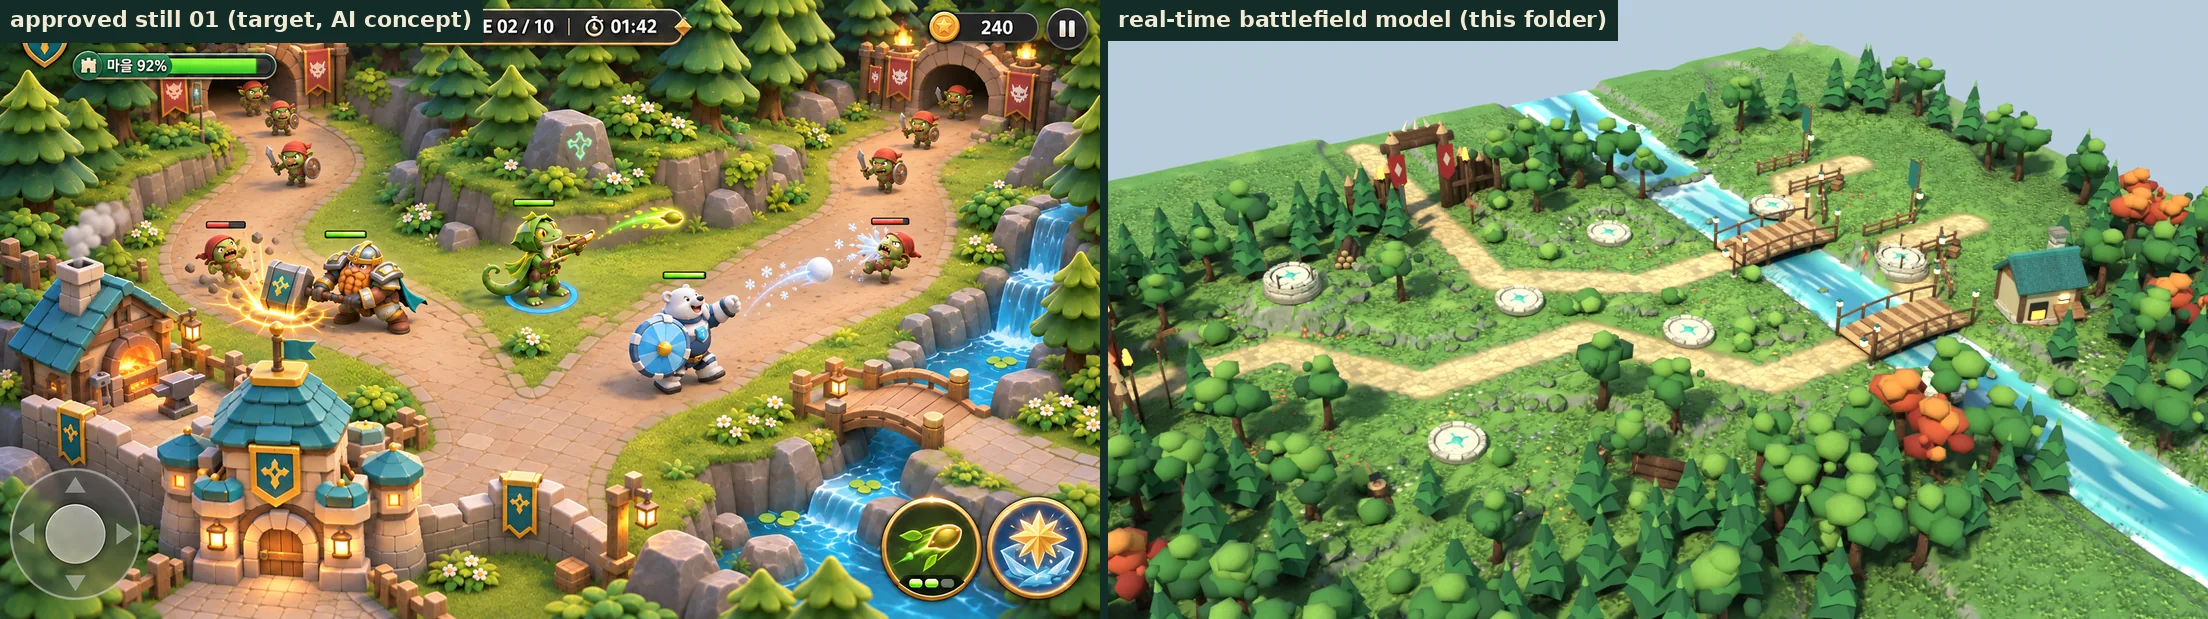 approved still 01 (target, AI concept)
E 02 / 10
01:42
240
마을 92%
real-time battlefield model (this folder)